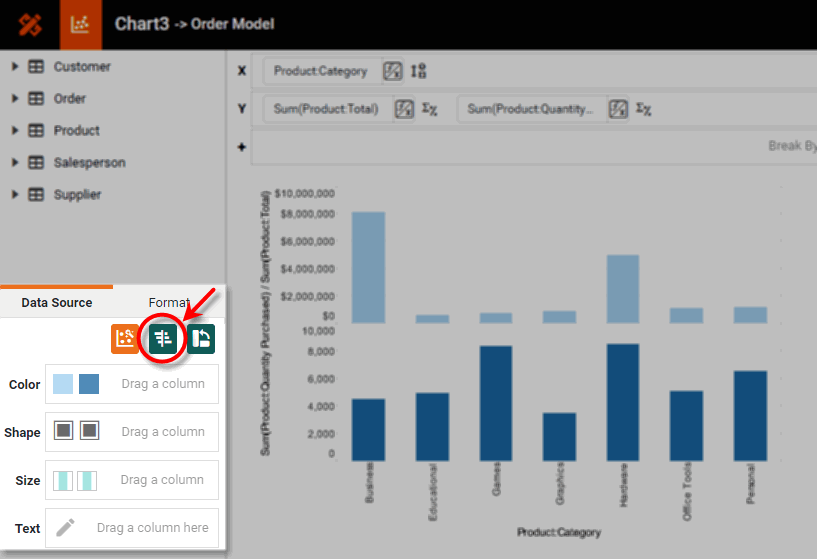 Chart3 -> Order Model
Customer
Order
Product
Salesperson
Supplier
X
Product:Category
Y
Sum(Product:Total)
Sum(Product:Quantity...
+
Break By
Data Source
Format
Color
Drag a column
Shape
Drag a column
Size
Drag a column
Text
Drag a column here
Sum(Product:Quantity Purchased) / Sum(Product:Total)
$10,000,000
$8,000,000
$6,000,000
$4,000,000
$2,000,000
$0
10,000
8,000
6,000
4,000
2,000
0
Business
Educational
Games
Graphics
Hardware
Office Tools
Personal
Product:Category